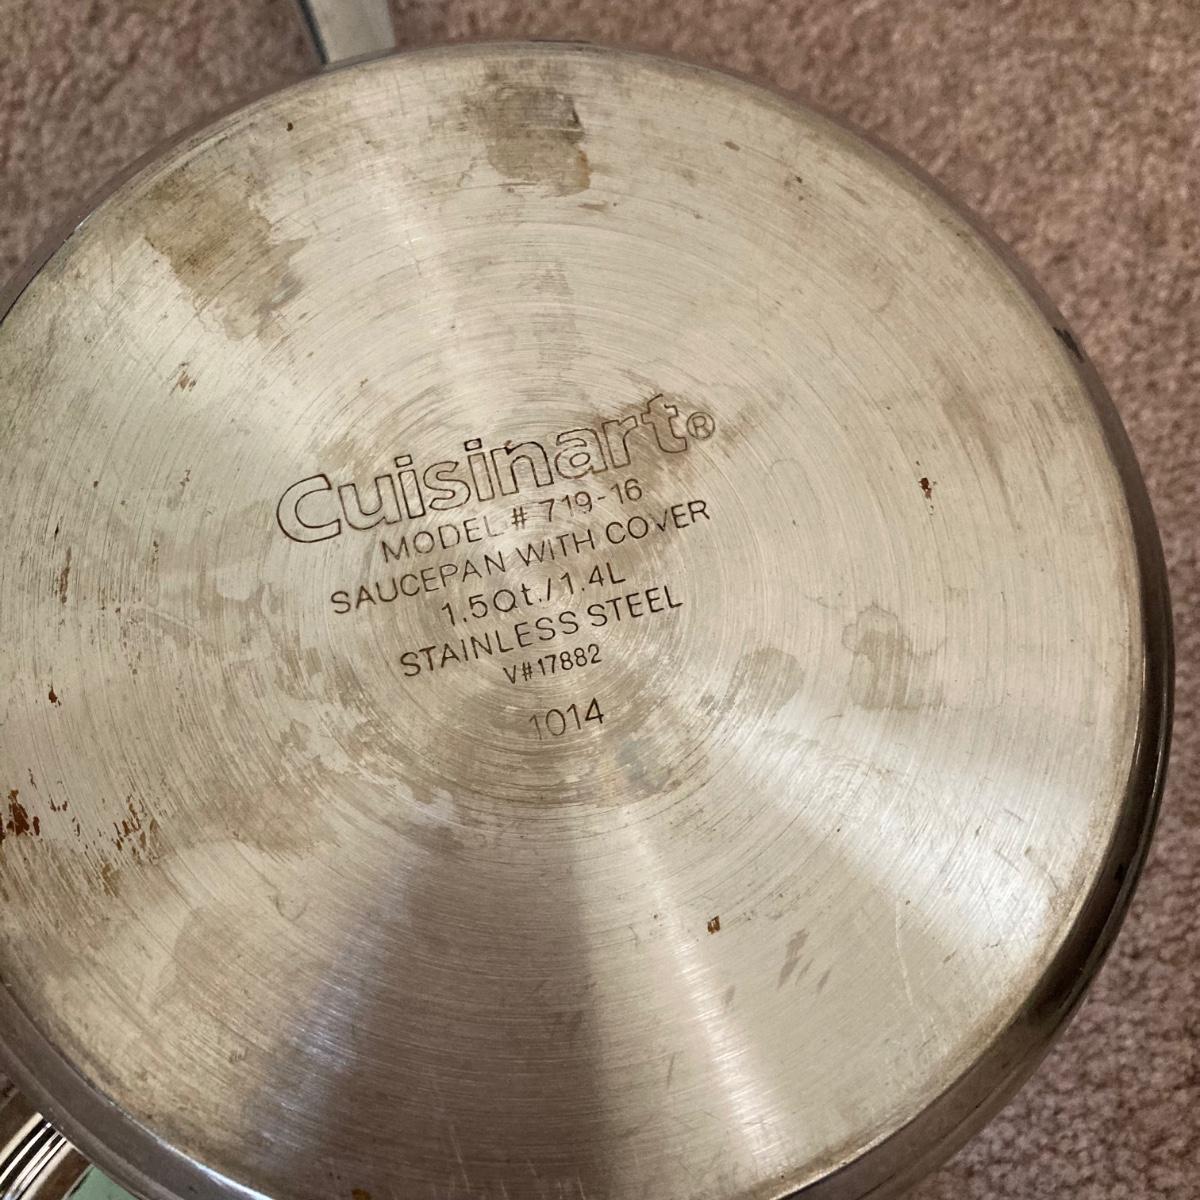 Cuisinart®
MODEL # 719-16
SAUCEPAN WITH COVER
1.5Qt./1.4L
STAINLESS STEEL
V#17882
1014